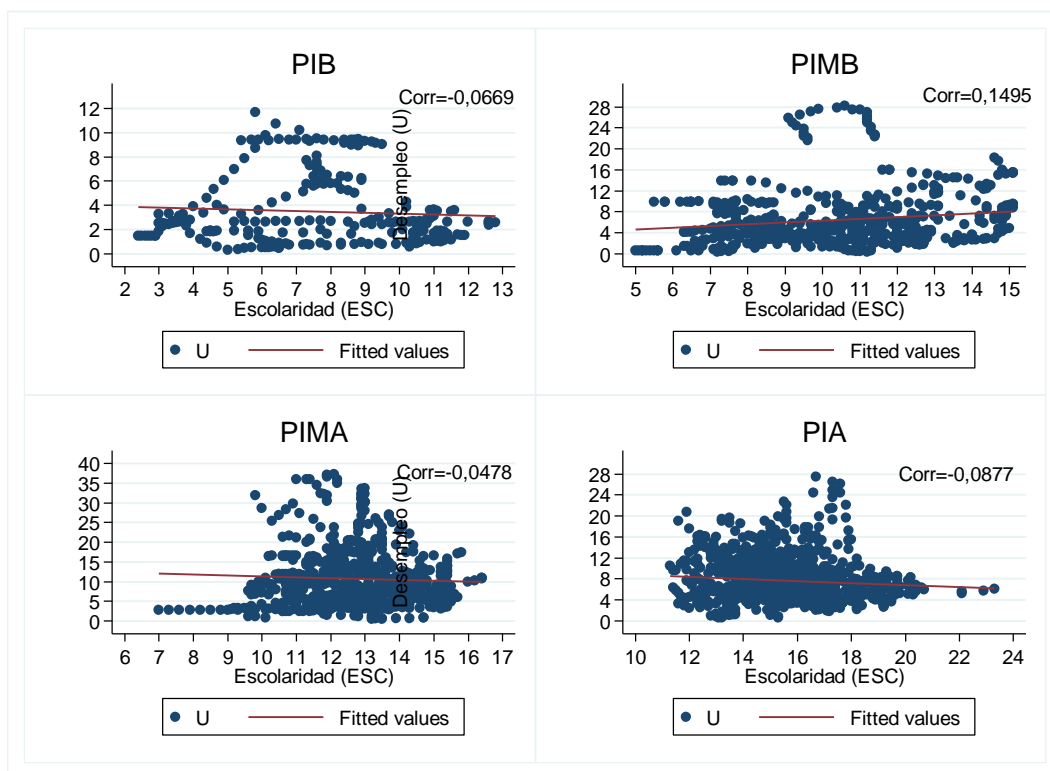 PIB
Corr=-0,0669
12
10
8
6
4
2
0
2 3 4 5 6 7 8 9 10 11 12 13
Escolaridad (ESC)
U Fitted values
Desempleo (U)
PIMB
Corr=0,1495
28
24
20
16
12
8
4
0
5 6 7 8 9 10 11 12 13 14 15
Escolaridad (ESC)
U Fitted values
PIMA
Corr=-0,0478
40
35
30
25
20
15
10
5
0
6 7 8 9 10 11 12 13 14 15 16 17
Escolaridad (ESC)
U Fitted values
Desempleo (U)
PIA
Corr=-0,0877
28
24
20
16
12
8
4
0
10 12 14 16 18 20 22 24
Escolaridad (ESC)
U Fitted values